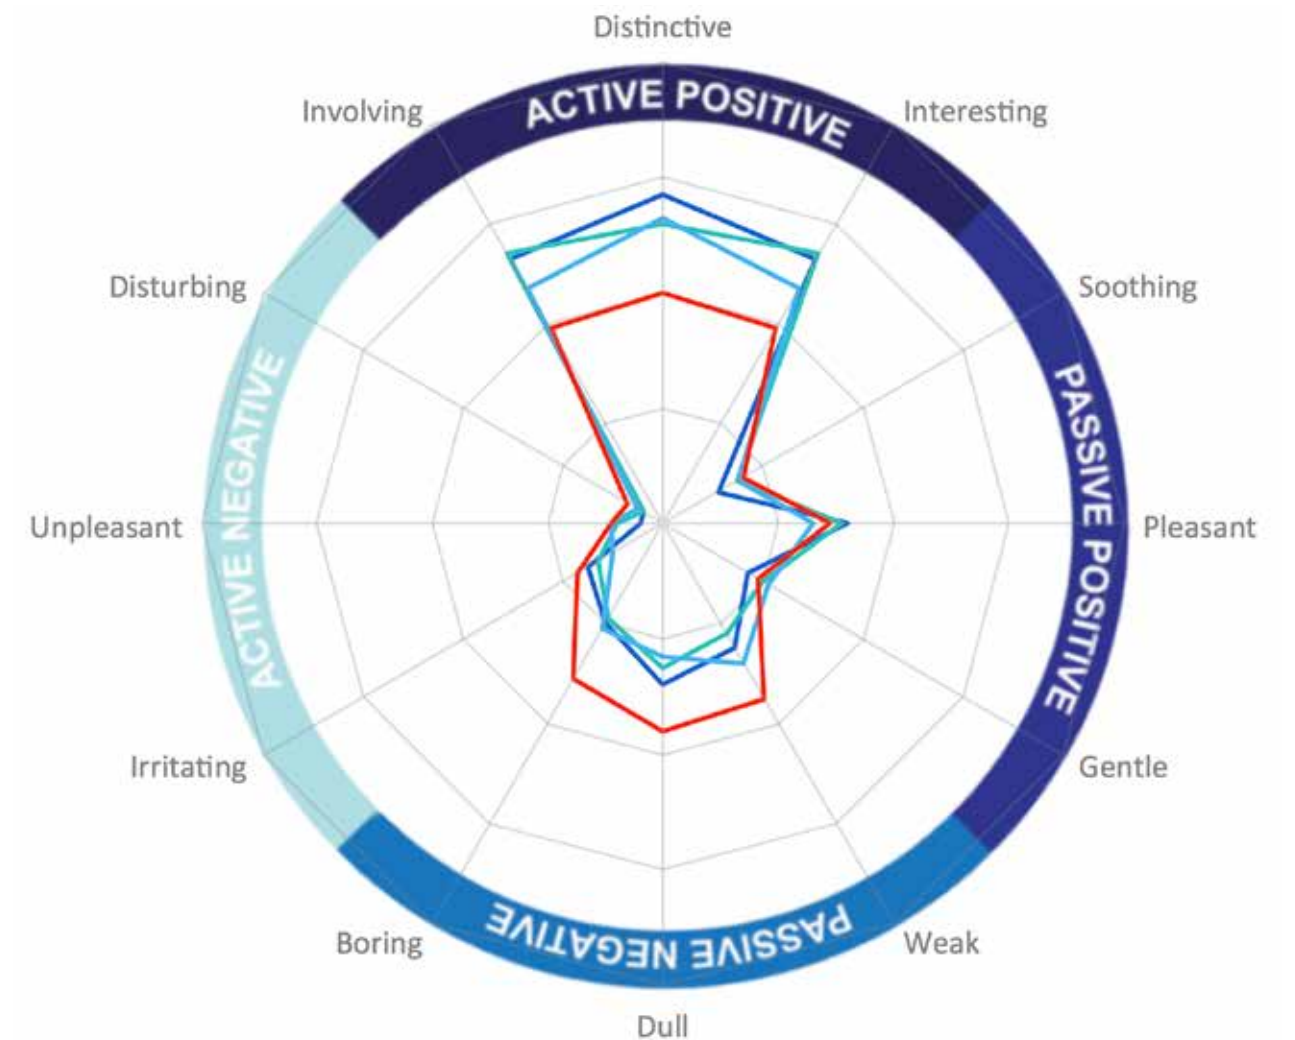 Distinctive
Involving
ACTIVE POSITIVE
Interesting
Disturbing
Soothing
ACTIVE NEGATIVE
PASSIVE POSITIVE
Unpleasant
Pleasant
Irritating
Gentle
Boring
PASSIVE NEGATIVE
Weak
Dull